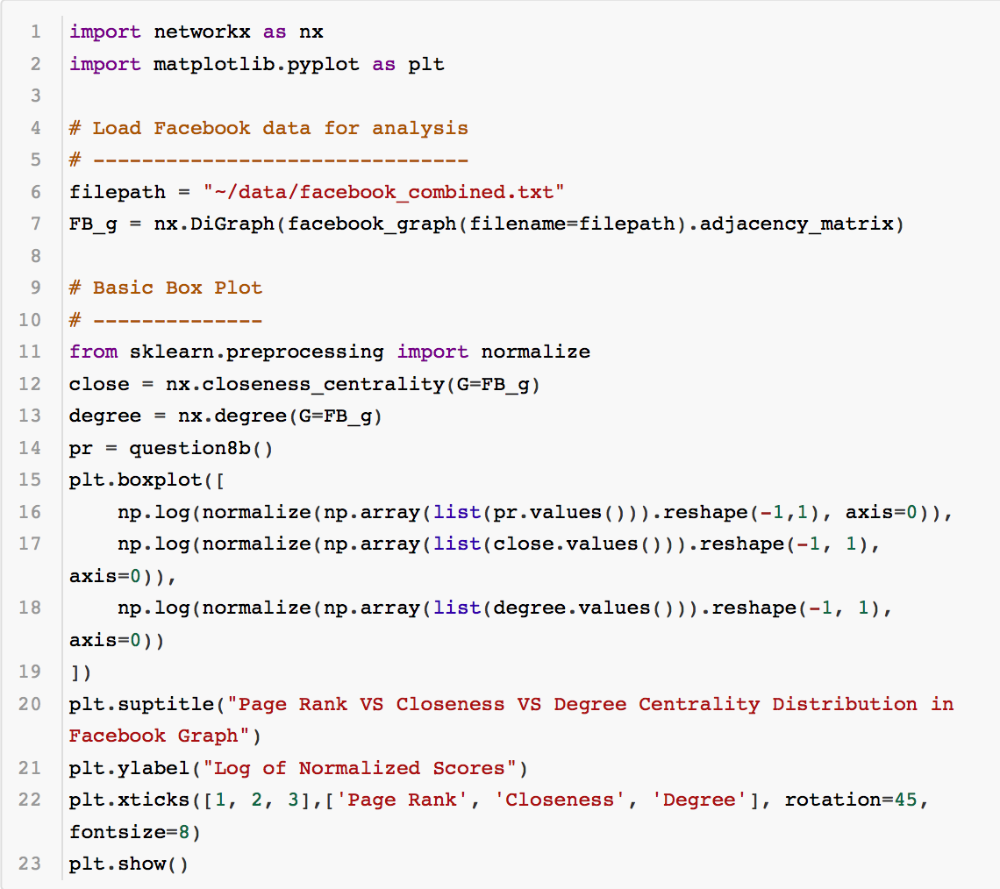 1 import networkx as nx
2 import matplotlib.pyplot as plt
3
4 # Load Facebook data for analysis
5 # -------------------------------
6 filepath = "~/data/facebook_combined.txt"
7 FB_g = nx.DiGraph(facebook_graph(filename=filepath).adjacency_matrix)
8
9 # Basic Box Plot
10 # --------------
11 from sklearn.preprocessing import normalize
12 close = nx.closeness_centrality(G=FB_g)
13 degree = nx.degree(G=FB_g)
14 pr = question8b()
15 plt.boxplot([
16     np.log(normalize(np.array(list(pr.values())).reshape(-1,1), axis=0)),
17     np.log(normalize(np.array(list(close.values())).reshape(-1, 1),
axis=0)),
18     np.log(normalize(np.array(list(degree.values())).reshape(-1, 1),
axis=0))
19 ])
20 plt.suptitle("Page Rank VS Closeness VS Degree Centrality Distribution in
Facebook Graph")
21 plt.ylabel("Log of Normalized Scores")
22 plt.xticks([1, 2, 3],['Page Rank', 'Closeness', 'Degree'], rotation=45,
fontsize=8)
23 plt.show()